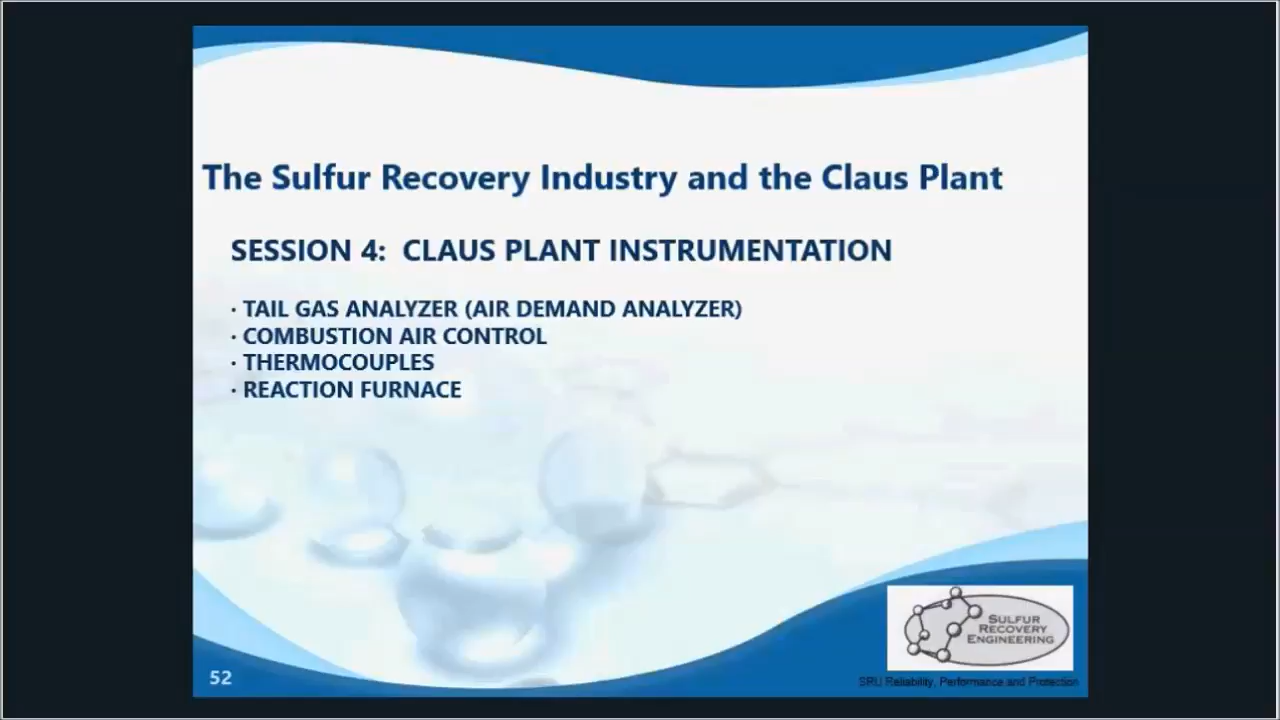 The Sulfur Recovery Industry and the Claus Plant
SESSION 4: CLAUS PLANT INSTRUMENTATION
· TAIL GAS ANALYZER (AIR DEMAND ANALYZER)
· COMBUSTION AIR CONTROL
· THERMOCOUPLES
· REACTION FURNACE
SULFUR
RECOVERY
ENGINEERING
SRU Reliability, Performance and Protection
52